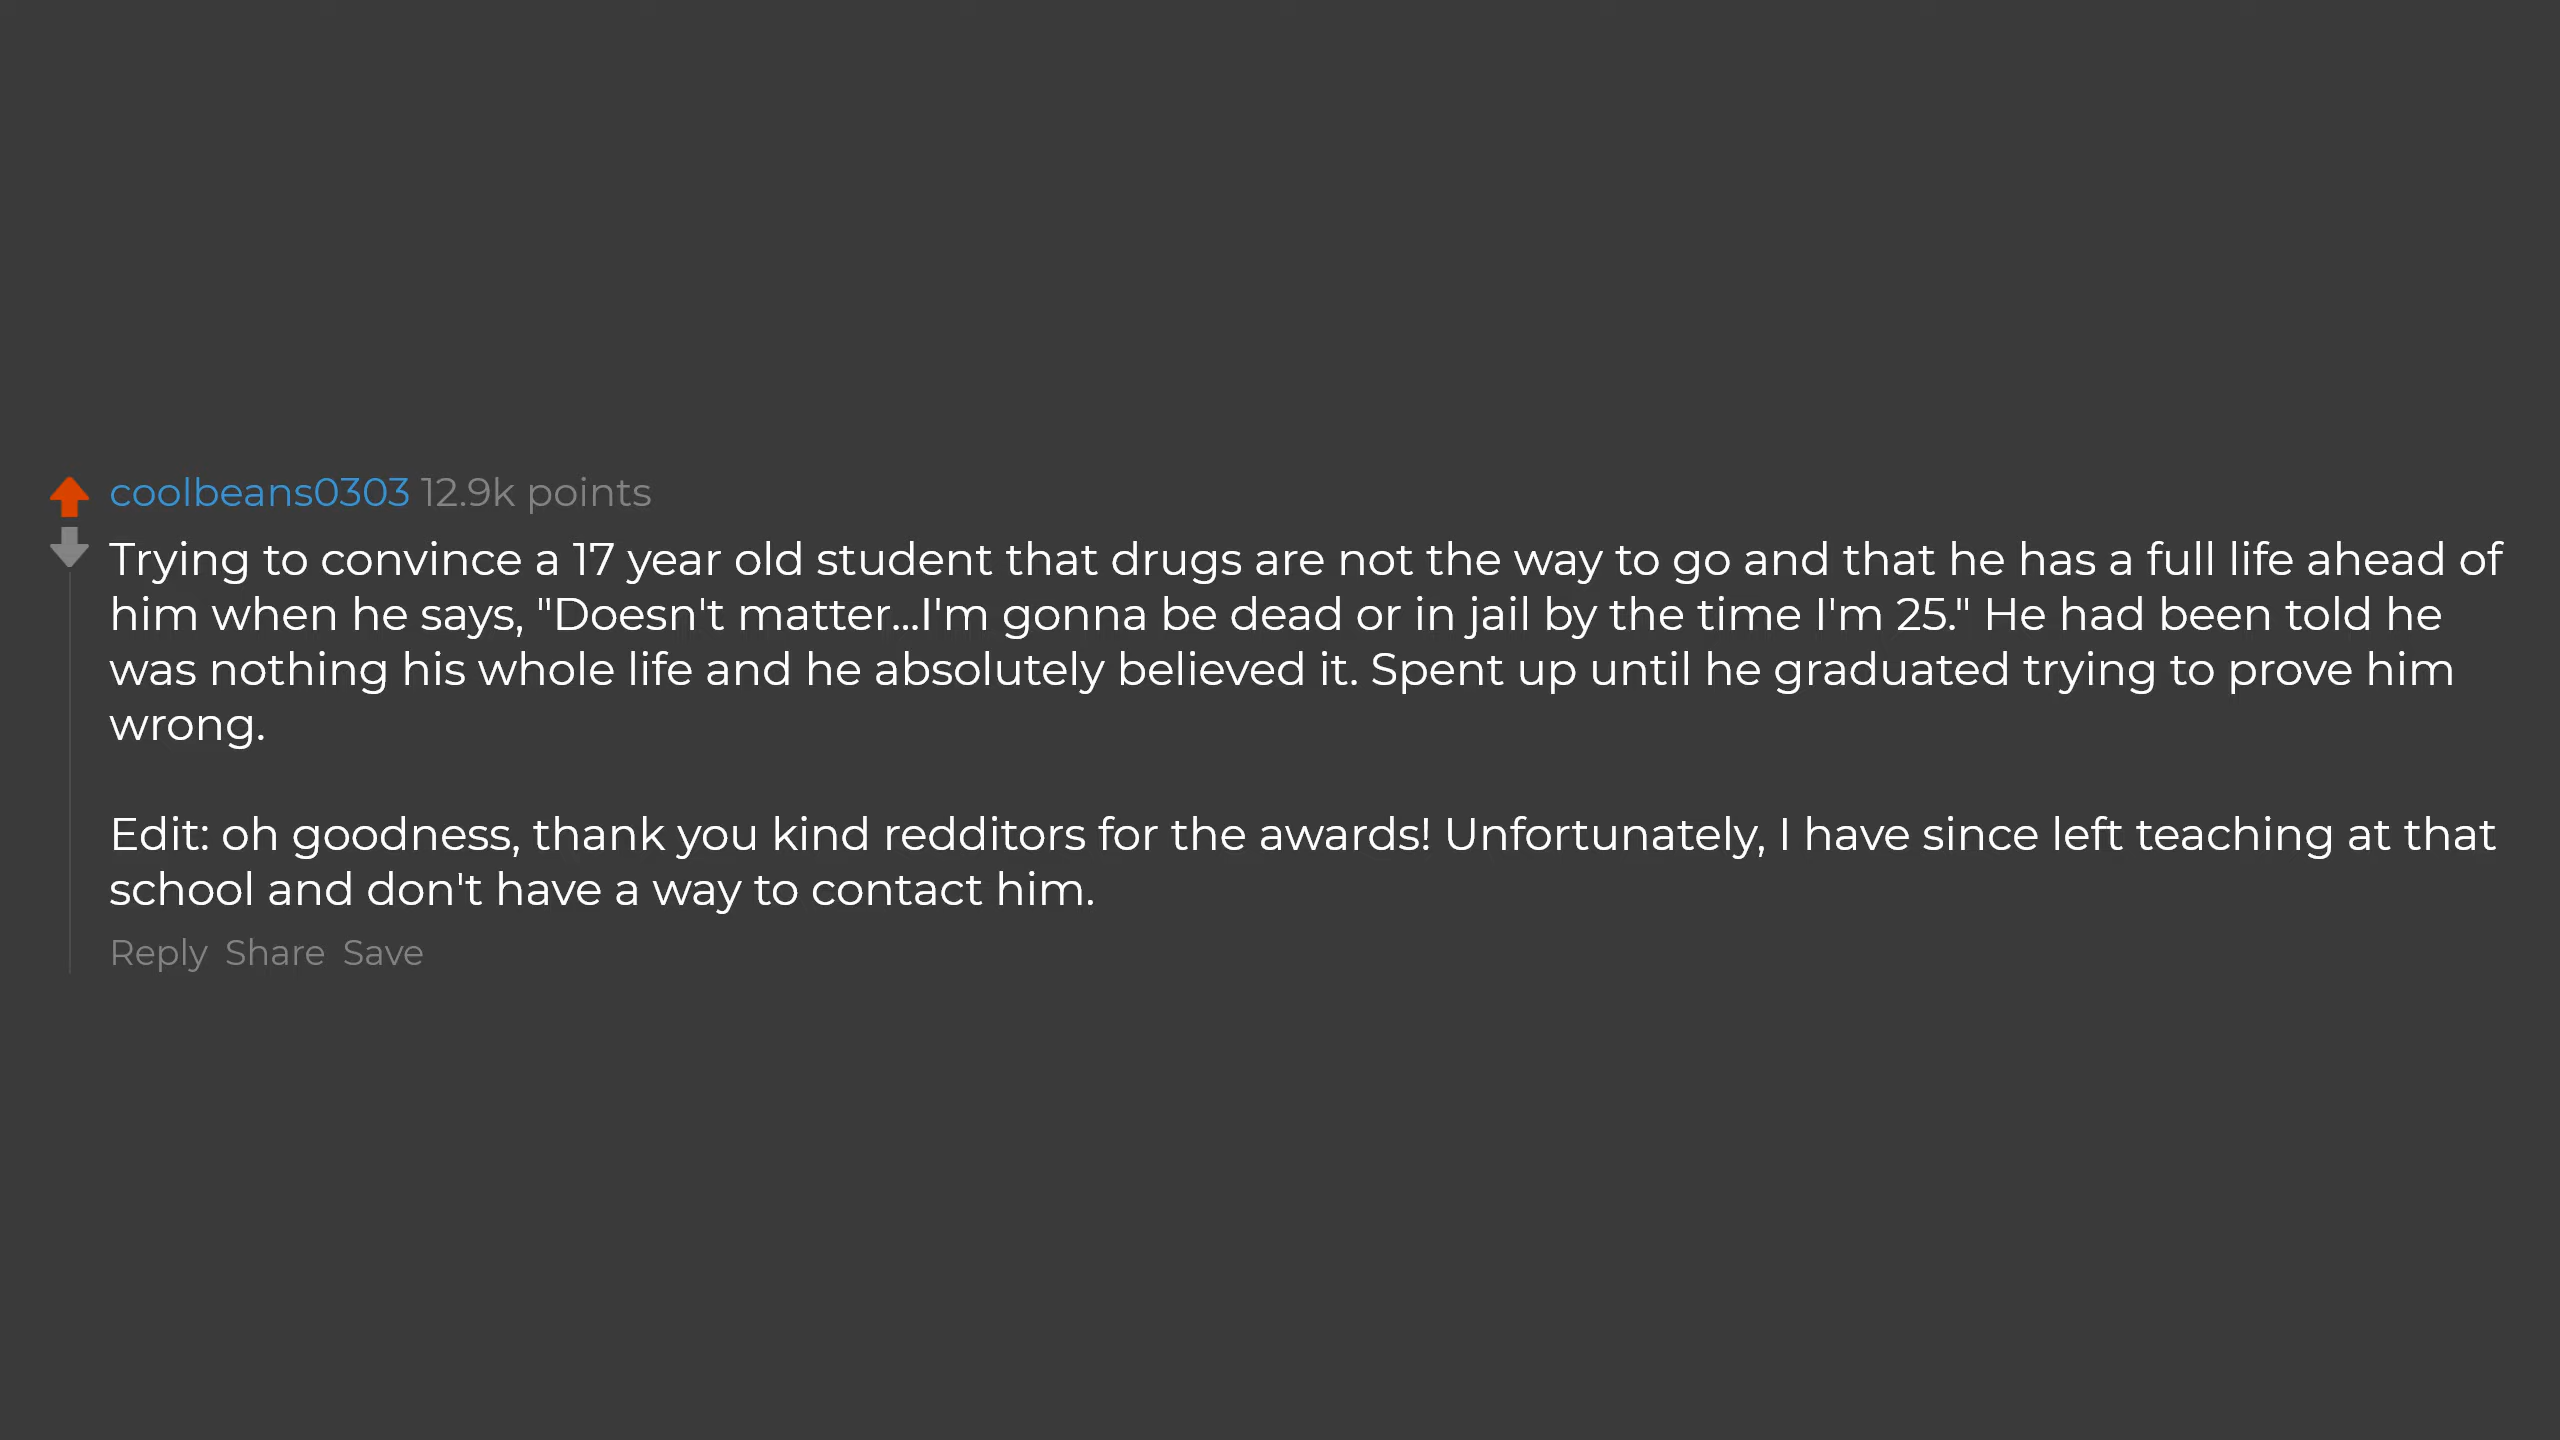 coolbeans0303 12.9k points
Trying to convince a 17 year old student that drugs are not the way to go and that he has a full life ahead of
him when he says, "Doesn't matter...I'm gonna be dead or in jail by the time I'm 25." He had been told he
was nothing his whole life and he absolutely believed it. Spent up until he graduated trying to prove him
wrong.
Edit: oh goodness, thank you kind redditors for the awards! Unfortunately, I have since left teaching at that
school and don't have a way to contact him.
Reply Share Save